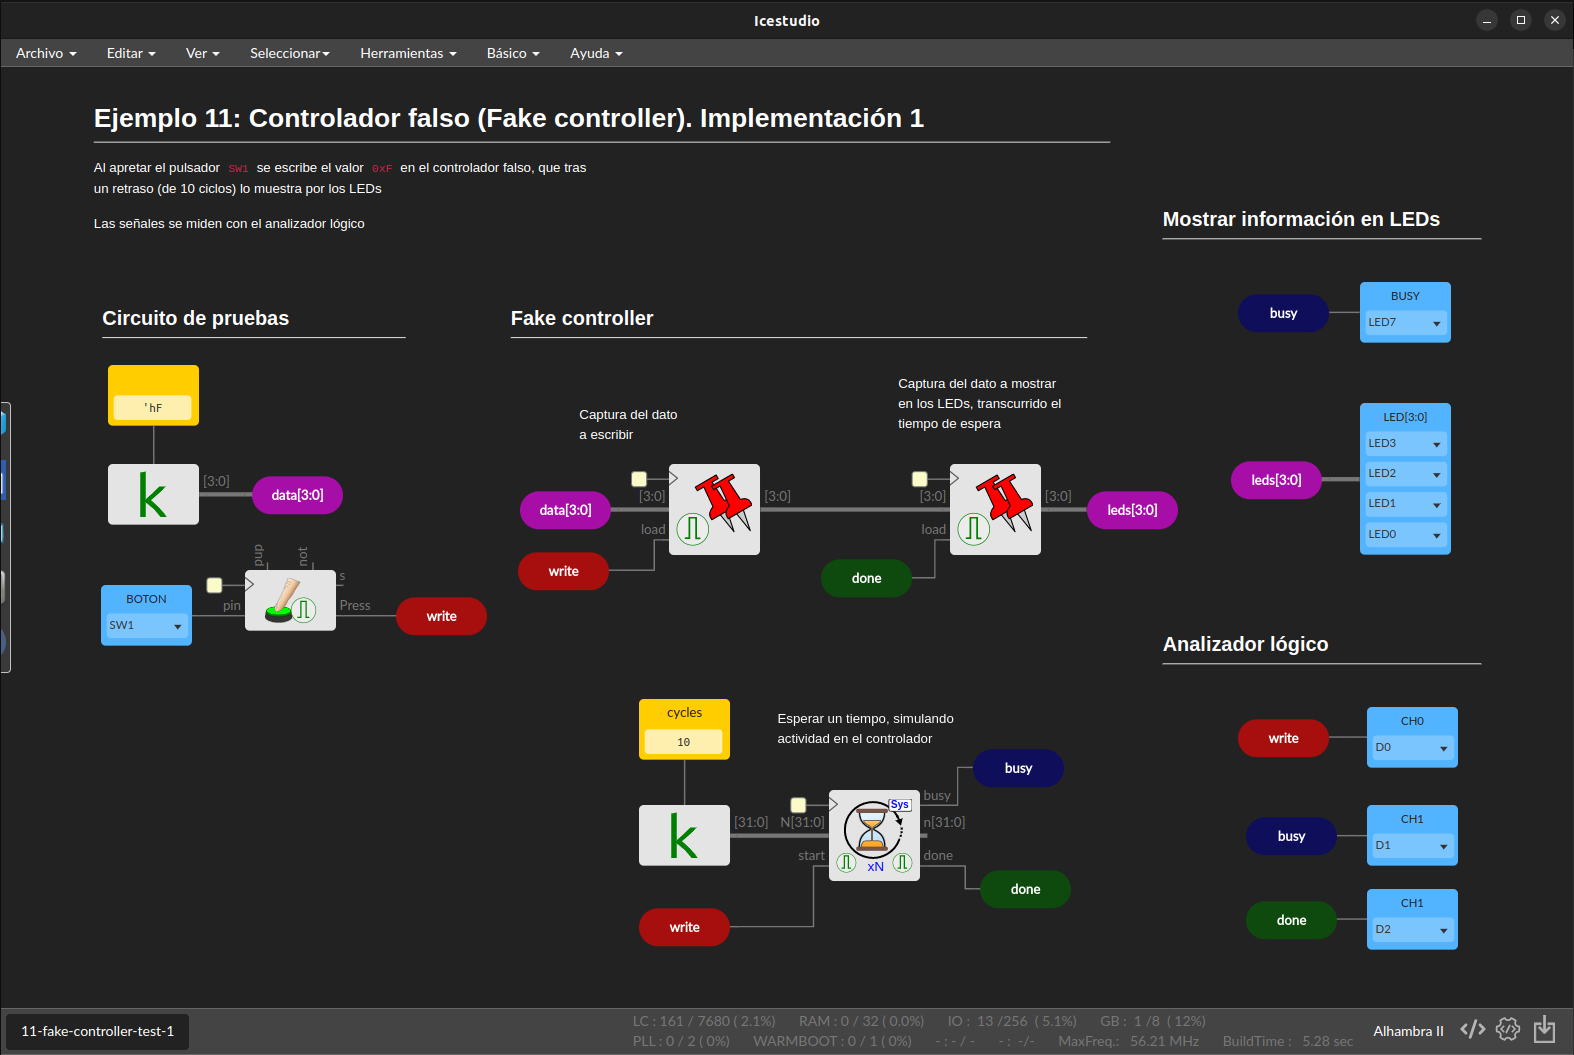 Icestudio
Archivo Editar Ver Seleccionar Herramientas Básico Ayuda
Ejemplo 11: Controlador falso (Fake controller). Implementación 1
Al apretar el pulsador SW1 se escribe el valor 0xF en el controlador falso, que tras
un retraso (de 10 ciclos) lo muestra por los LEDs
Las señales se miden con el analizador lógico
Mostrar información en LEDs
busy
BUSY
LED7
leds[3:0]
LED[3:0]
LED3
LED2
LED1
LED0
Circuito de pruebas
'hF
k
[3:0]
data[3:0]
BOTON
SW1
pup
not
pin
s
Press
write
Fake controller
Captura del dato
a escribir
Captura del dato a mostrar
en los LEDs, transcurrido el
tiempo de espera
data[3:0]
[3:0]
load
write
[3:0]
[3:0]
load
done
[3:0]
leds[3:0]
cycles
10
k
[31:0]
Esperar un tiempo, simulando
actividad en el controlador
N[31:0]
start
Sys
xN
busy
n[31:0]
done
busy
done
write
Analizador lógico
write
CH0
D0
busy
CH1
D1
done
CH1
D2
11-fake-controller-test-1
LC : 161 / 7680 ( 2.1%) RAM : 0 / 32 ( 0.0%) IO : 13 /256 ( 5.1%) GB : 1 /8 ( 12%)
PLL : 0 / 2 ( 0%) WARMBOOT : 0 / 1 ( 0%) - : - / - - : -/- MaxFreq.: 56.21 MHz BuildTime : 5.28 sec
Alhambra II